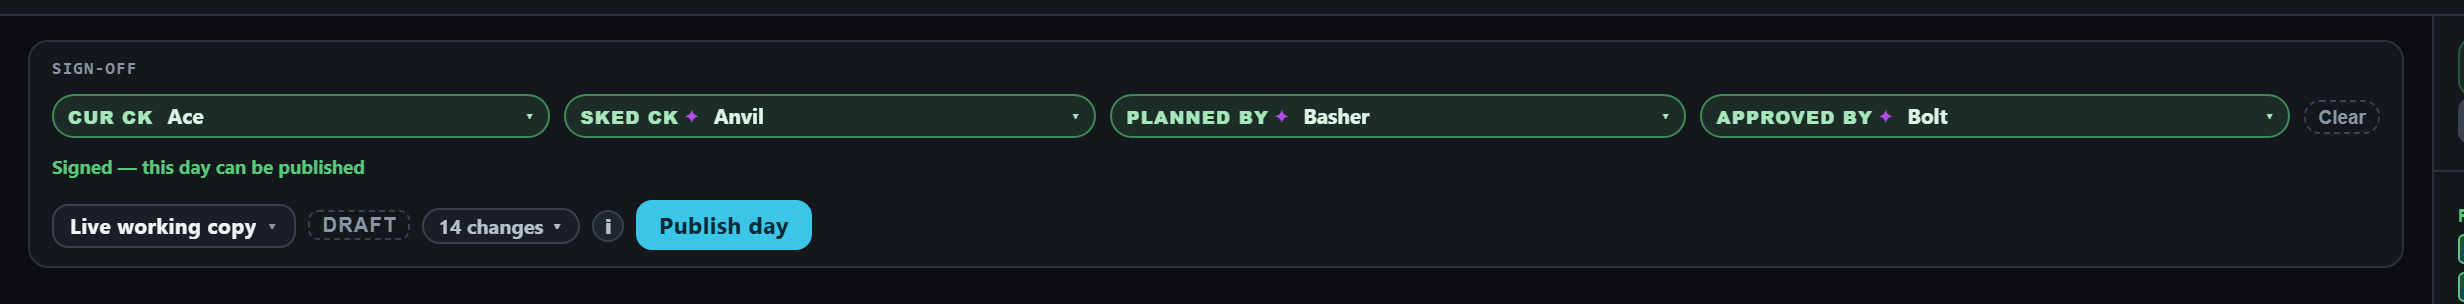 SIGN-OFF
CUR CK Ace SKED CK Anvil PLANNED BY Basher APPROVED BY Bolt Clear
Signed — this day can be published
Live working copy DRAFT 14 changes i Publish day